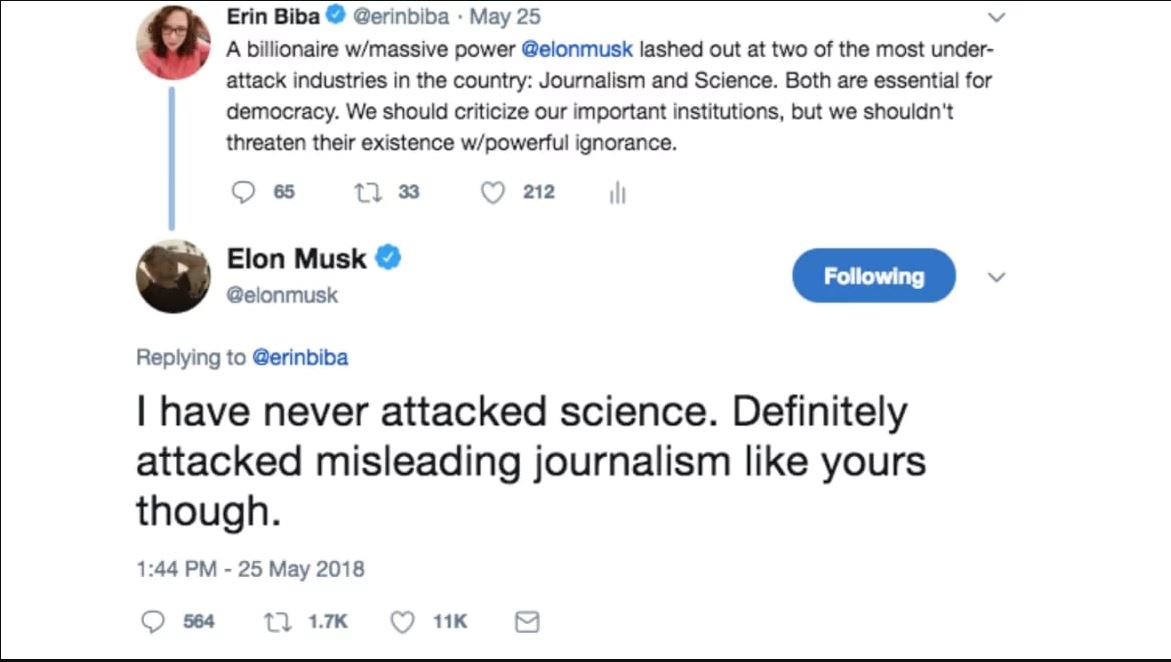 Erin Biba @erinbiba · May 25
A billionaire w/massive power @elonmusk lashed out at two of the most under-
attack industries in the country: Journalism and Science. Both are essential for
democracy. We should criticize our important institutions, but we shouldn't
threaten their existence w/powerful ignorance.
65 33 212
Elon Musk
@elonmusk
Following
Replying to @erinbiba
I have never attacked science. Definitely
attacked misleading journalism like yours
though.
1:44 PM - 25 May 2018
564 1.7K 11K